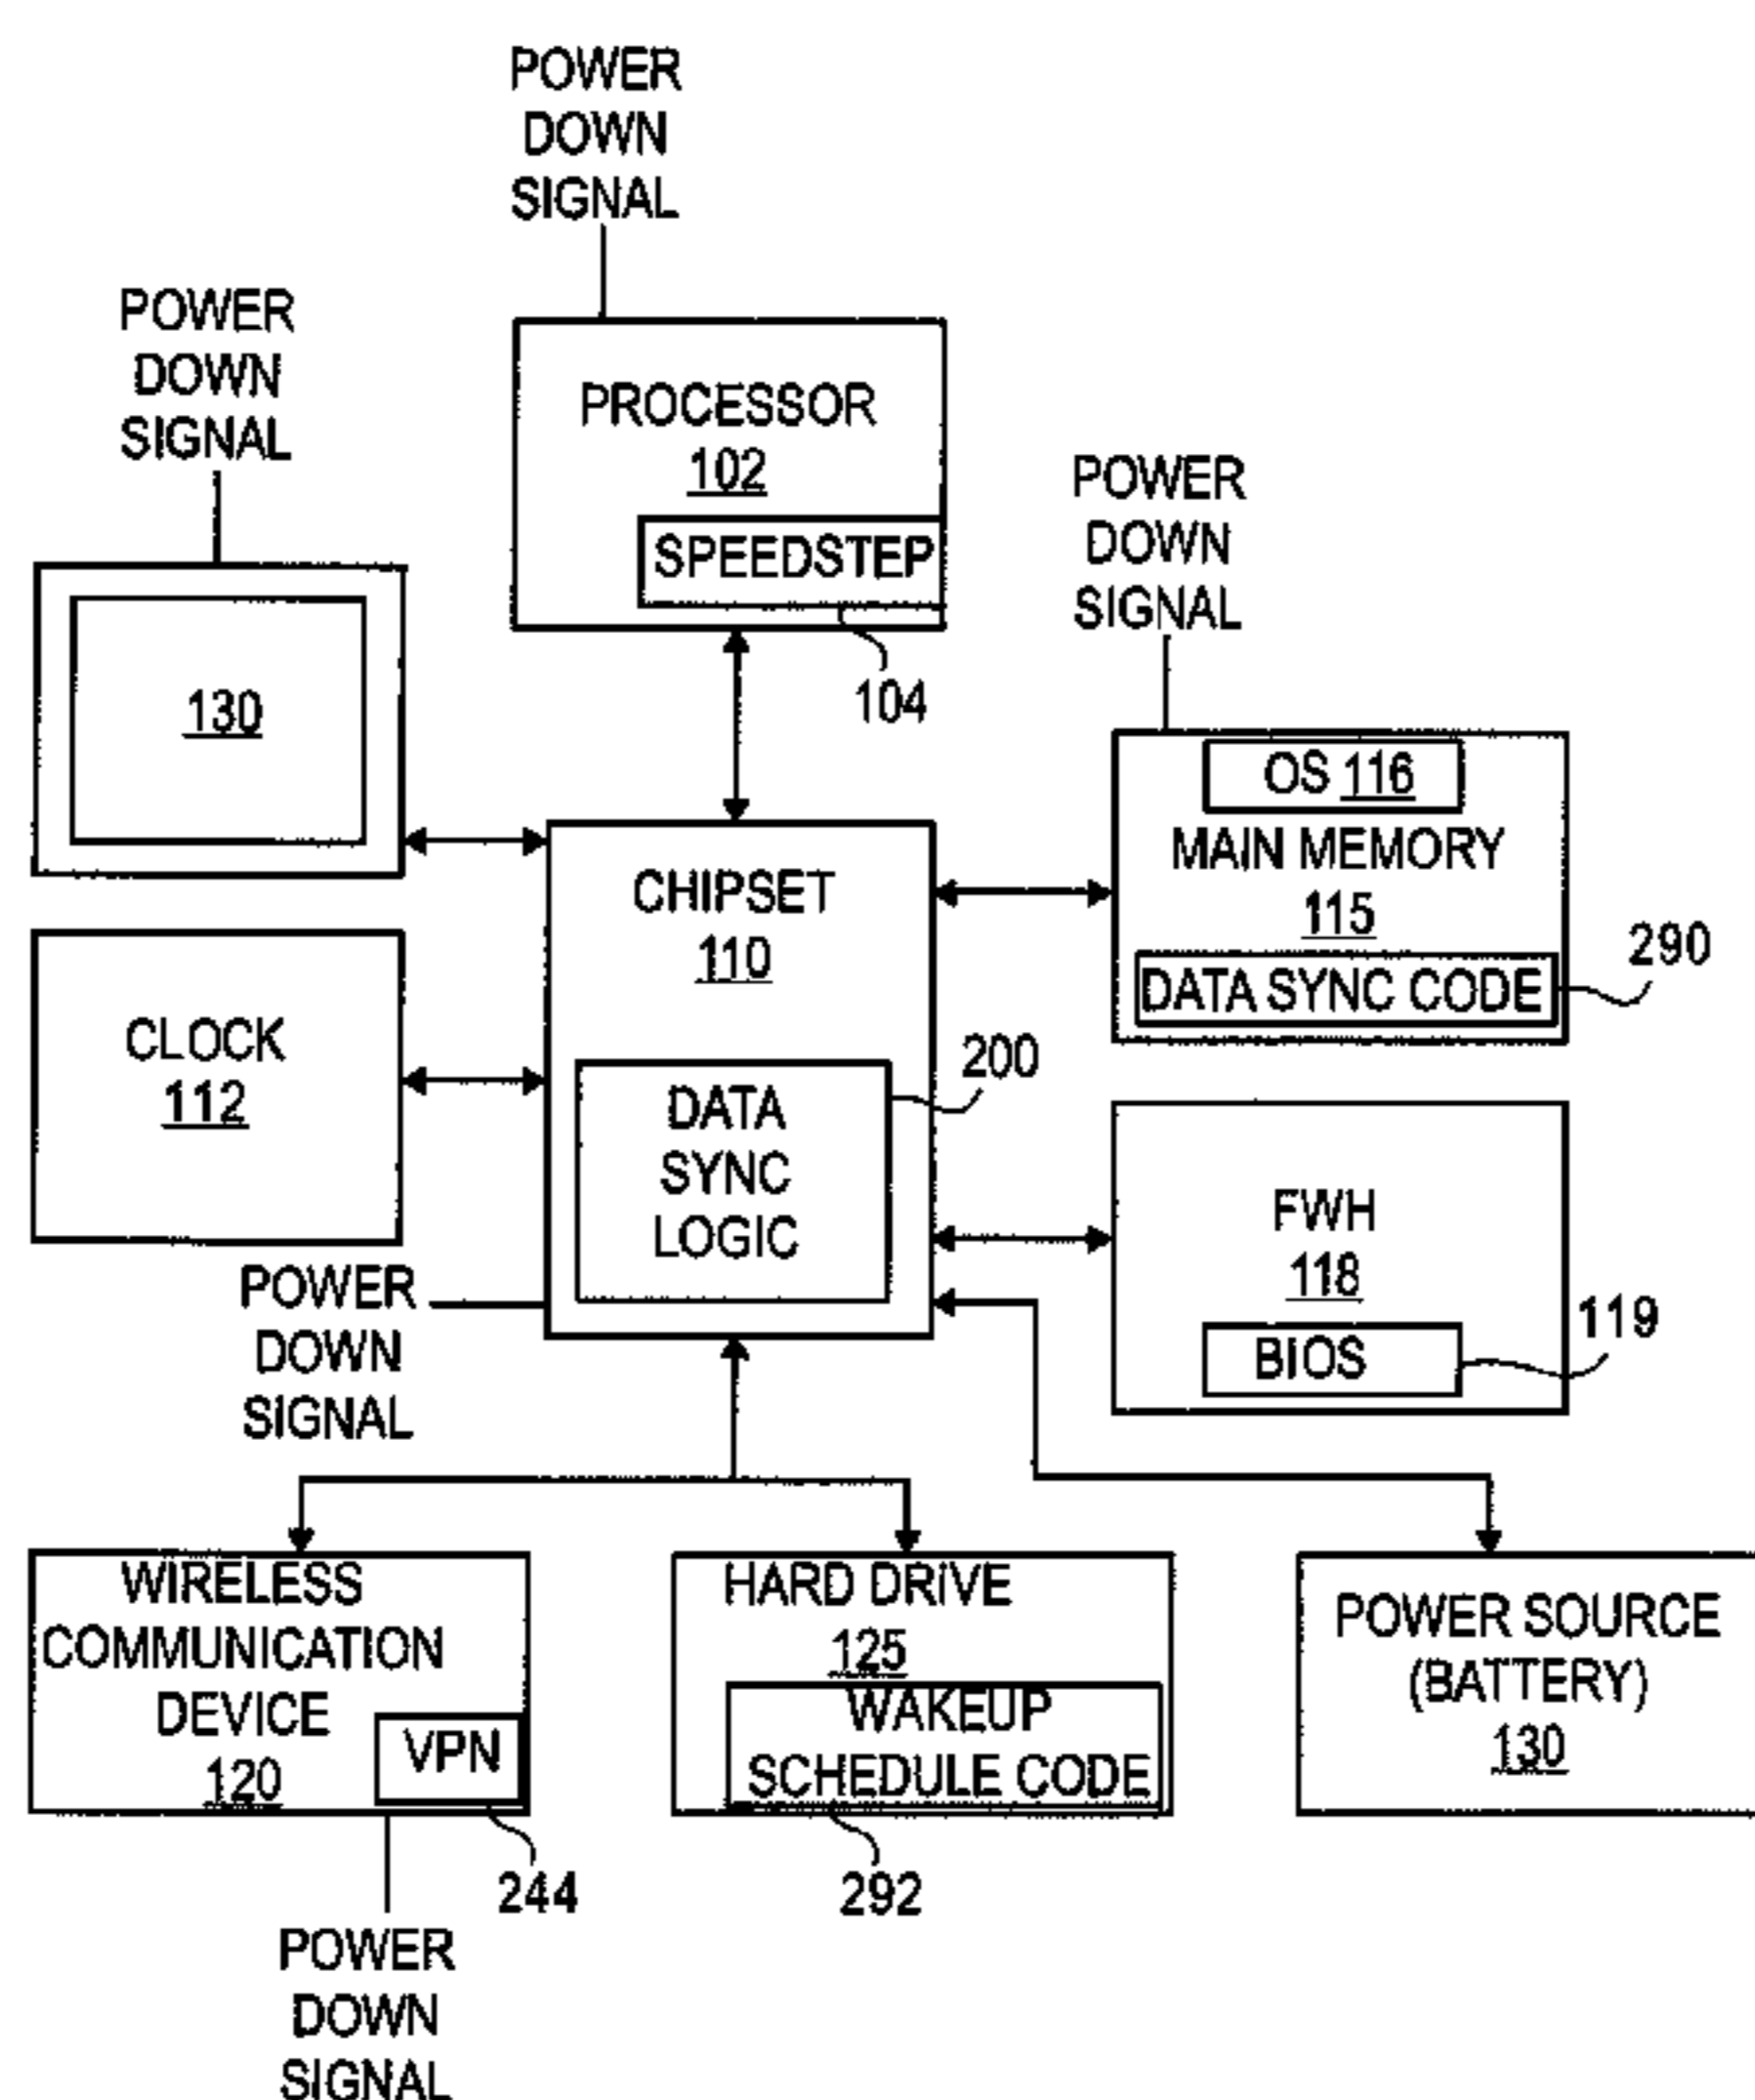 POWER
DOWN
SIGNAL
POWER
DOWN
SIGNAL
PROCESSOR
102
SPEEDSTEP
104
POWER
DOWN
SIGNAL
130
OS 116
MAIN MEMORY
115
DATA SYNC CODE
290
CHIPSET
110
CLOCK
112
200
DATA
SYNC
LOGIC
FWH
118
BIOS
119
POWER
DOWN
SIGNAL
WIRELESS
COMMUNICATION
DEVICE
120
VPN
244
HARD DRIVE
125
WAKEUP
SCHEDULE CODE
292
POWER SOURCE
(BATTERY)
130
POWER
DOWN
SIGNAL